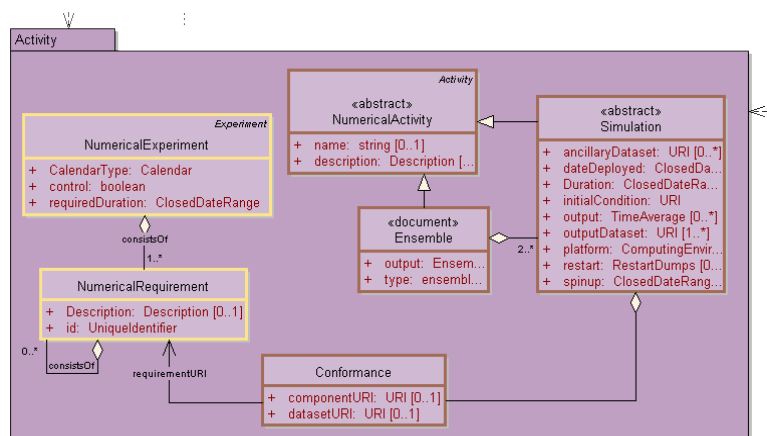 Activity
Experiment
NumericalExperiment
+ CalendarType: Calendar
+ control: boolean
+ requiredDuration: ClosedDateRange
consistsOf
1..*
NumericalRequirement
+ Description: Description [0..1]
+ id: UniqueIdentifier
0..*
consistsOf
Activity
«abstract»
NumericalActivity
+ name: string [0..1]
+ description: Description [...
«document»
Ensemble
+ output: Ensem...
+ type: ensembl...
2..*
«abstract»
Simulation
+ ancillaryDataset: URI [0..*]
+ dateDeployed: ClosedDa...
+ Duration: ClosedDateRa...
+ initialCondition: URI
+ output: TimeAverage [0..*]
+ outputDataset: URI [1..*]
+ platform: ComputingEnvir...
+ restart: RestartDumps [0...
+ spinup: ClosedDateRang...
requirementURI
Conformance
+ componentURI: URI [0..1]
+ datasetURI: URI [0..1]